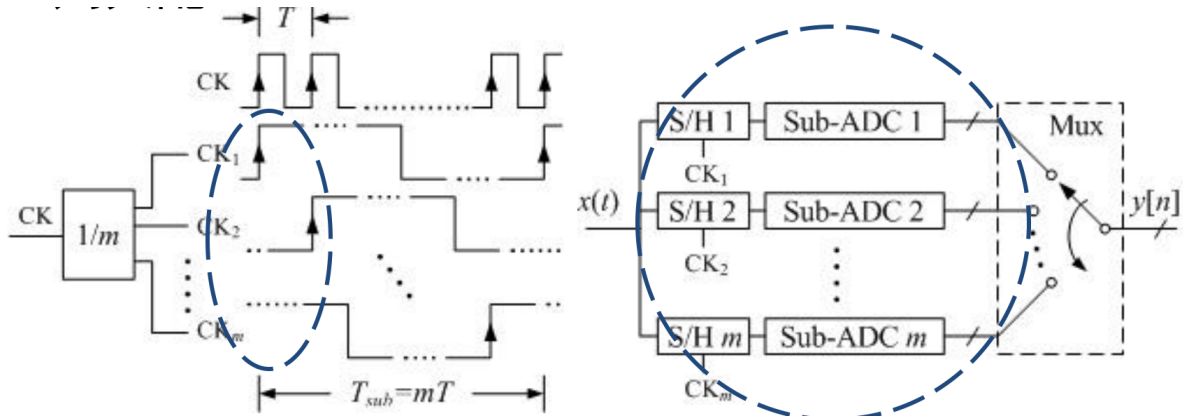 T
CK
CK₁
CK
1/m
CK₂
CKₘ
Tsub=mT
x(t)
S/H 1
Sub-ADC 1
CK₁
S/H 2
Sub-ADC 2
CK₂
S/H m
Sub-ADC m
CKₘ
Mux
y[n]